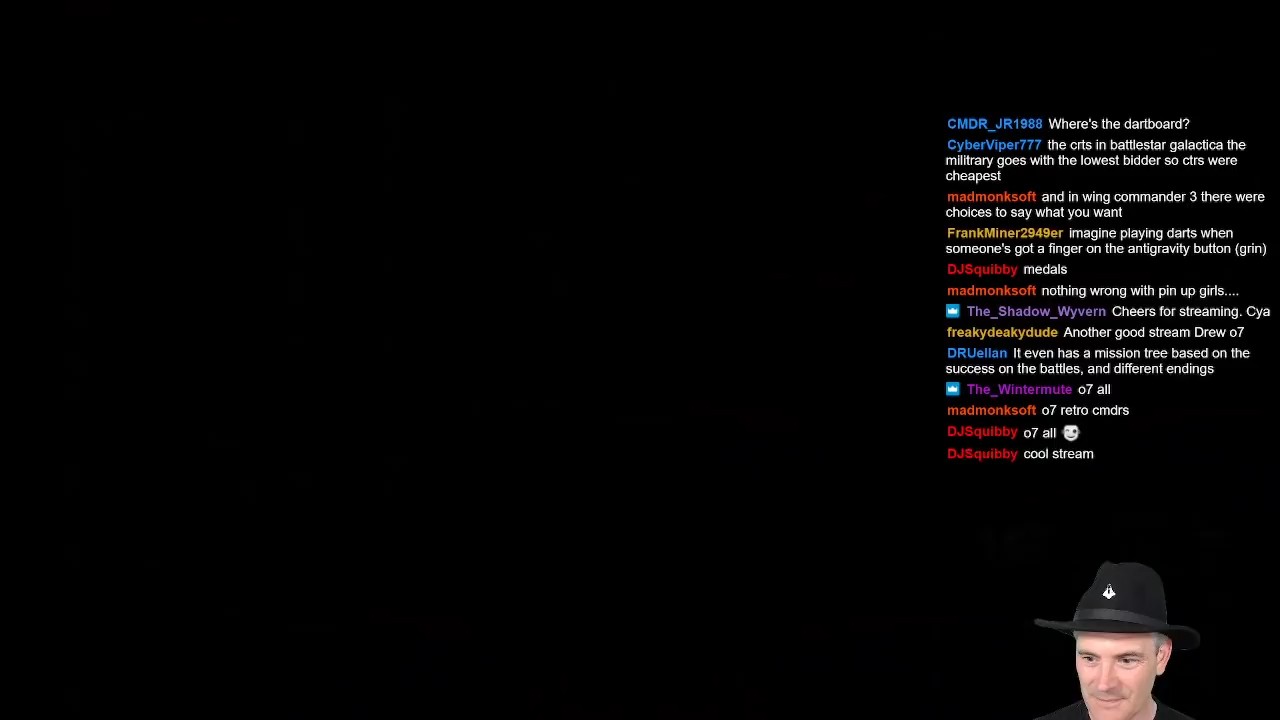 CMDR_JR1988 Where's the dartboard?
CyberViper777 the crts in battlestar galactica the
militrary goes with the lowest bidder so ctrs were
cheapest
madmonksoft and in wing commander 3 there were
choices to say what you want
FrankMiner2949er imagine playing darts when
someone's got a finger on the antigravity button (grin)
DJSquibby medals
madmonksoft nothing wrong with pin up girls....
The_Shadow_Wyvern Cheers for streaming. Cya
freakydeakydude Another good stream Drew o7
DRUellan It even has a mission tree based on the
success on the battles, and different endings
The_Wintermute o7 all
madmonksoft o7 retro cmdrs
DJSquibby o7 all
DJSquibby cool stream